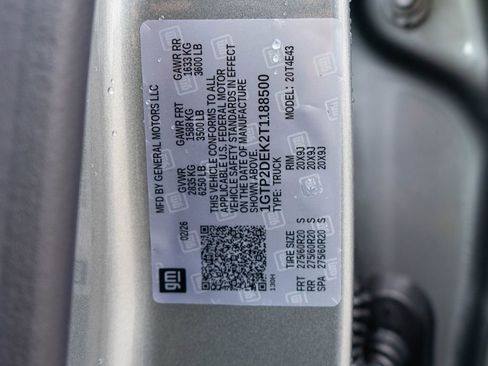 MFD BY GENERAL MOTORS LLC
02/26
GVWR GAWR FRT GAWR RR
2835 KG 1588 KG 1633 KG
6250 LB 3500 LB 3600 LB
THIS VEHICLE CONFORMS TO ALL
APPLICABLE U.S. FEDERAL MOTOR
VEHICLE SAFETY STANDARDS IN EFFECT
ON THE DATE OF MANUFACTURE
SHOWN ABOVE.
1GTP2DEK2T1188500
TYPE: TRUCK MODEL: 20T4E43
gm
130H
TIRE SIZE RIM
FRT 275/60R20 S 20X9J
RR 275/60R20 S 20X9J
SPA 275/60R20 S 20X9J